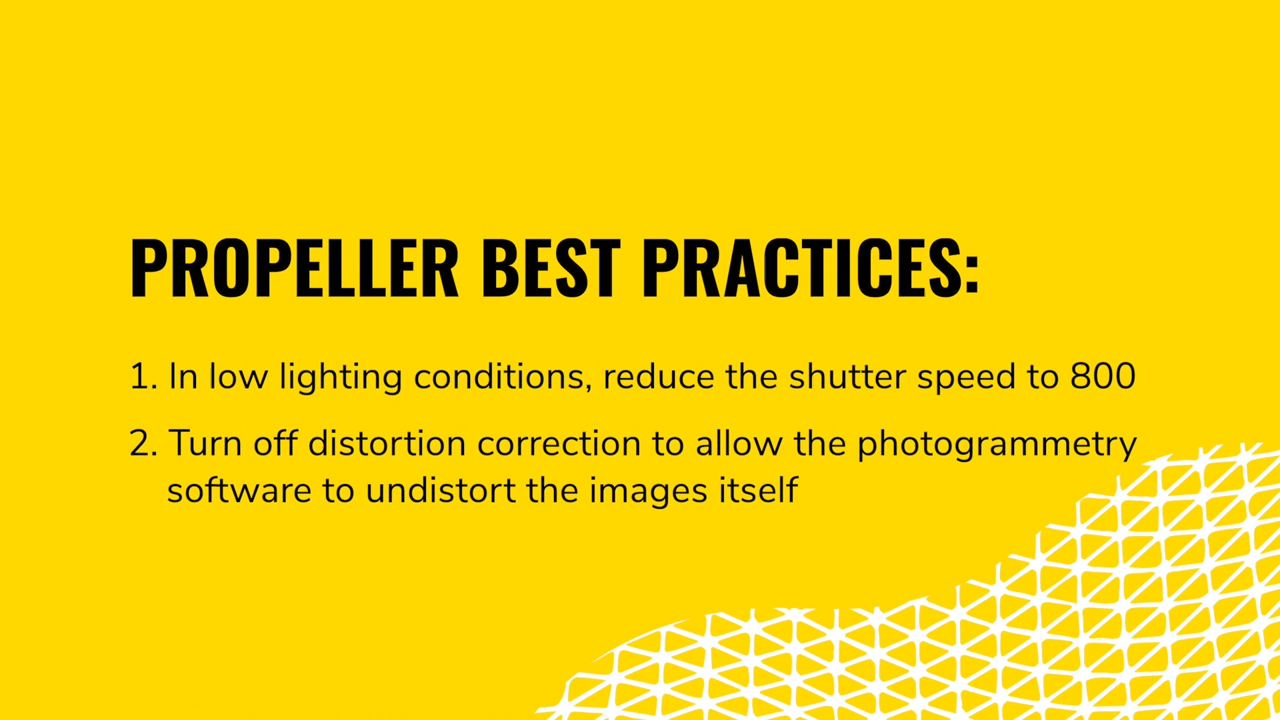 PROPELLER BEST PRACTICES:
1. In low lighting conditions, reduce the shutter speed to 800
2. Turn off distortion correction to allow the photogrammetry
software to undistort the images itself